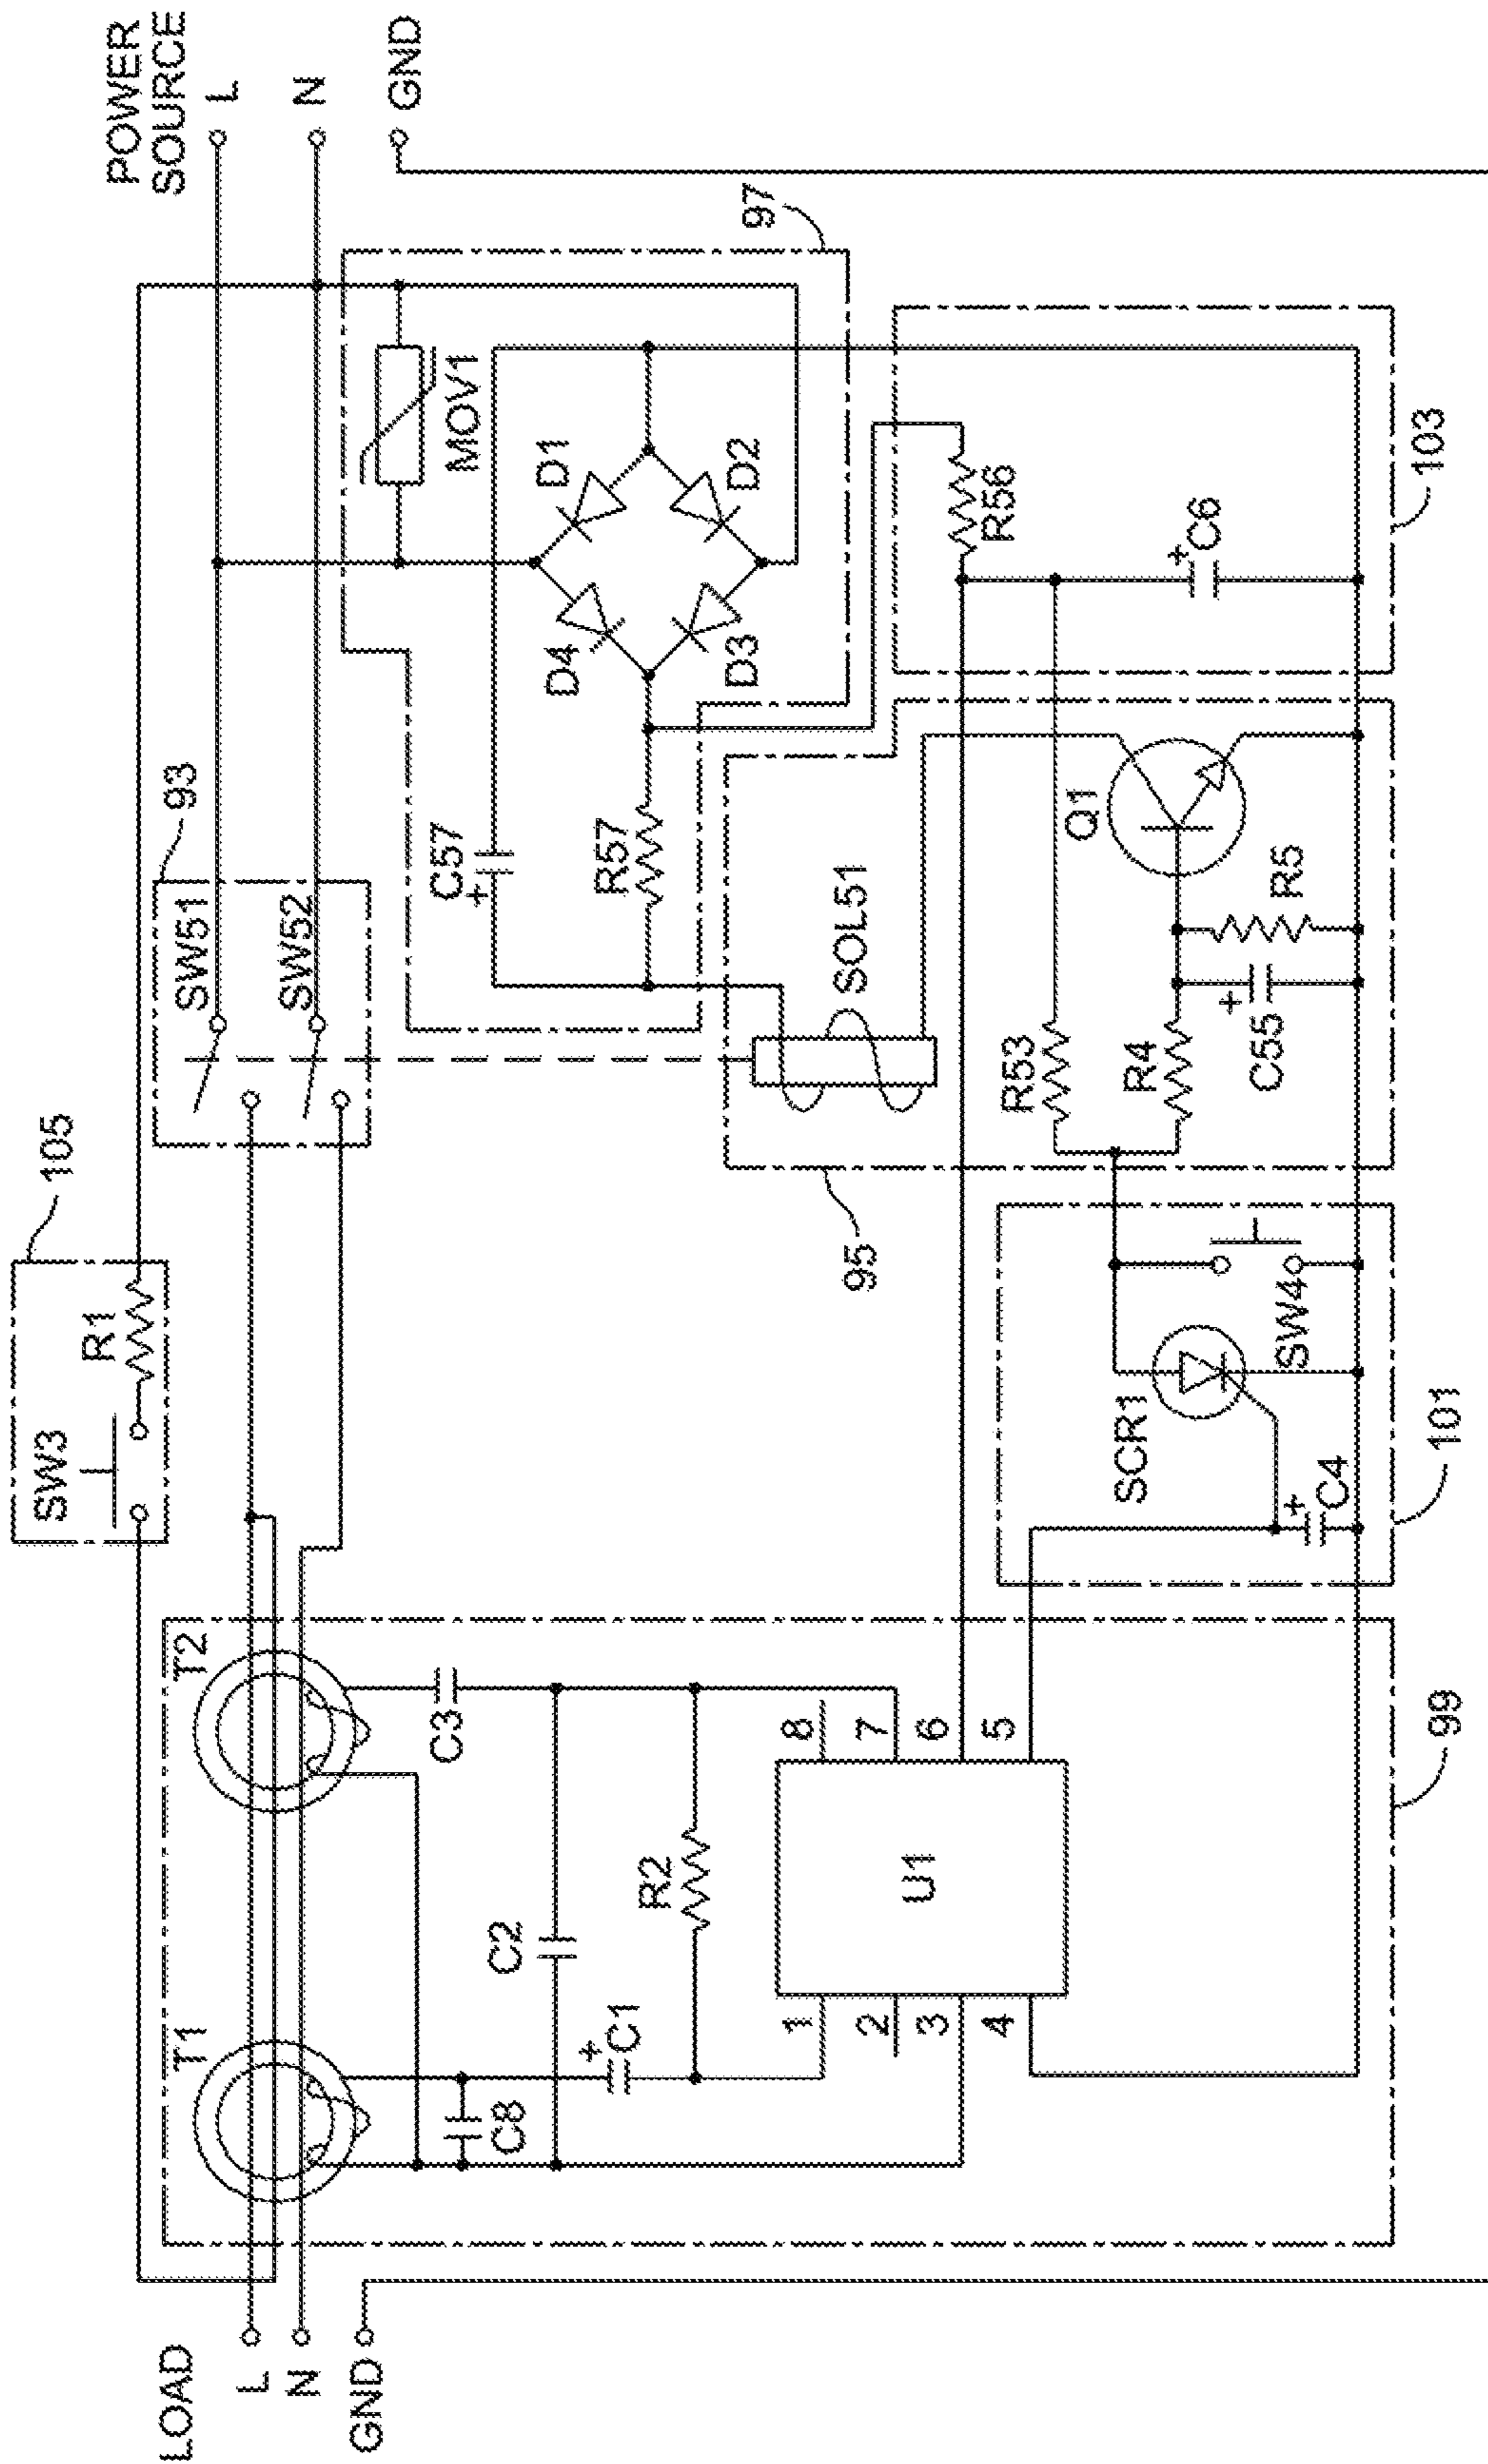 POWER
SOURCE
L
N
GND
93
SW51
SW52
97
MOV1
C57
+
D1
D2
D4
D3
R57
105
SW3
R1
SOL51
95
R56
+
C6
103
Q1
R53
R4
R5
+
C55
SW4
SCR1
+
C4
101
T2
T1
C3
C2
C8
+
C1
R2
U1
8
7
6
5
1
2
3
4
99
LOAD
L
N
GND